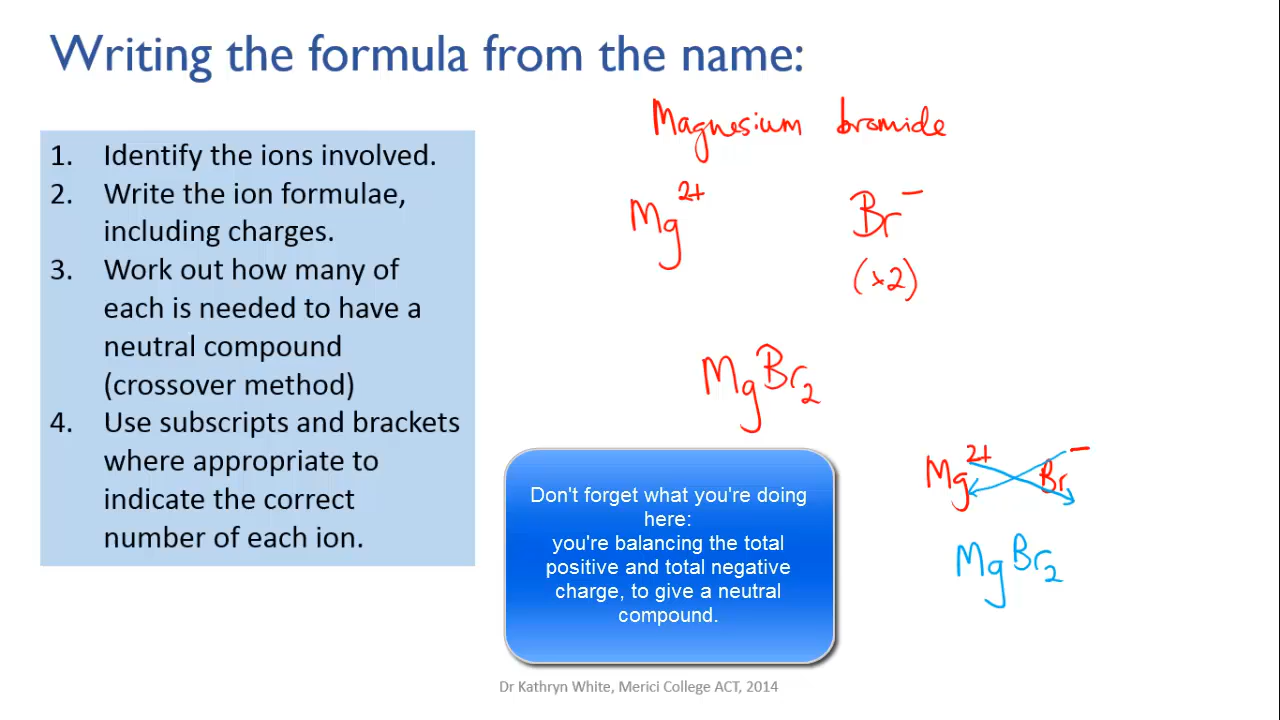 Writing the formula from the name:
1. Identify the ions involved.
2. Write the ion formulae,
including charges.
3. Work out how many of
each is needed to have a
neutral compound
(crossover method)
4. Use subscripts and brackets
where appropriate to
indicate the correct
number of each ion.
Magnesium bromide
Mg²⁺ Br⁻
(×2)
MgBr₂
Don't forget what you're doing
here:
you're balancing the total
positive and total negative
charge, to give a neutral
compound.
Mg²⁺ Br⁻
MgBr₂
Dr Kathryn White, Merici College ACT, 2014